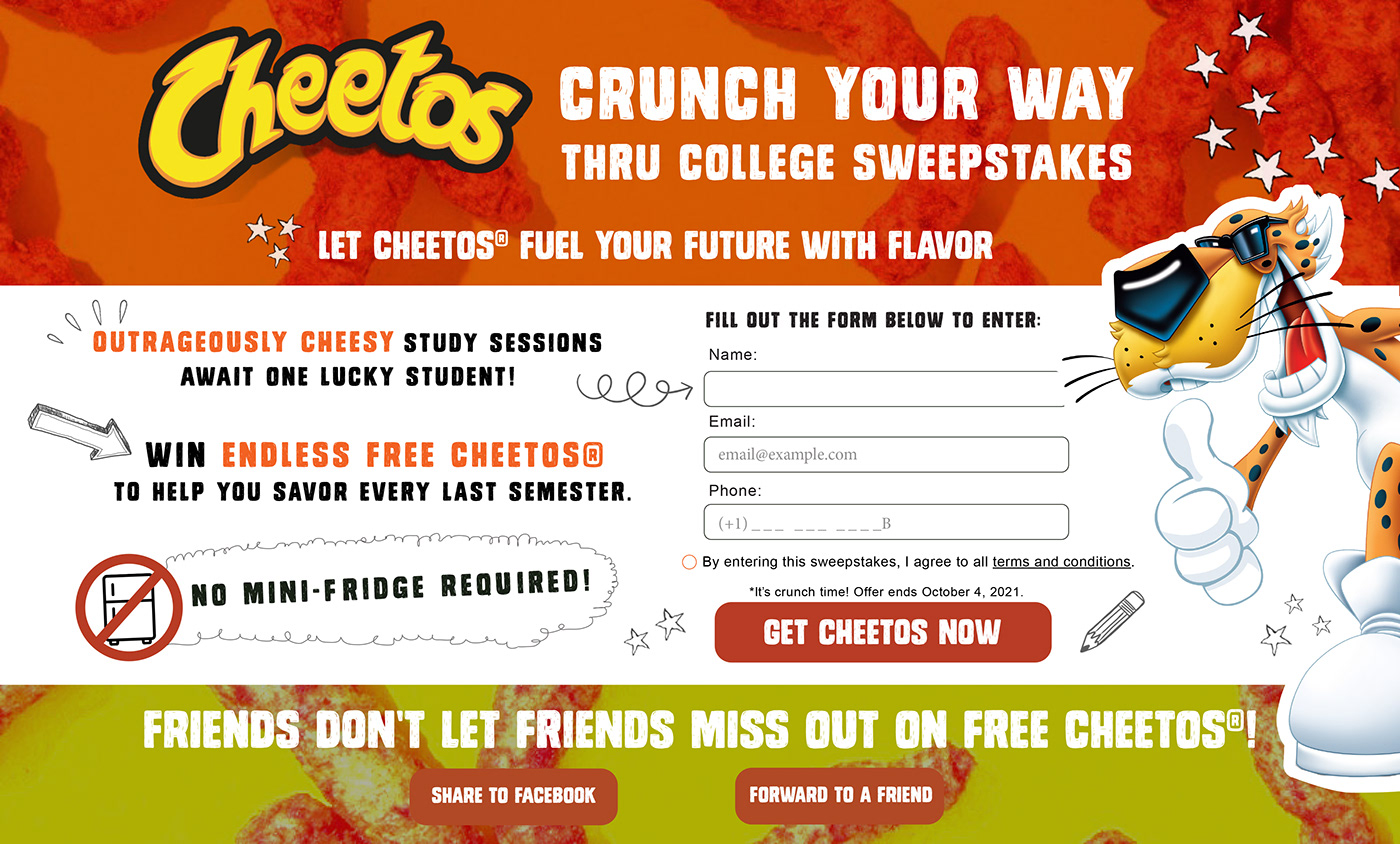 Cheetos
CRUNCH YOUR WAY
THRU COLLEGE SWEEPSTAKES
LET CHEETOS® FUEL YOUR FUTURE WITH FLAVOR
OUTRAGEOUSLY CHEESY STUDY SESSIONS
AWAIT ONE LUCKY STUDENT!
WIN ENDLESS FREE CHEETOS®
TO HELP YOU SAVOR EVERY LAST SEMESTER.
NO MINI-FRIDGE REQUIRED!
FILL OUT THE FORM BELOW TO ENTER:
Name:
Email:
email@example.com
Phone:
(+1)_ _ _  _ _ _  _ _ _ _B
By entering this sweepstakes, I agree to all terms and conditions.
*It's crunch time! Offer ends October 4, 2021.
GET CHEETOS NOW
FRIENDS DON'T LET FRIENDS MISS OUT ON FREE CHEETOS®!
SHARE TO FACEBOOK
FORWARD TO A FRIEND